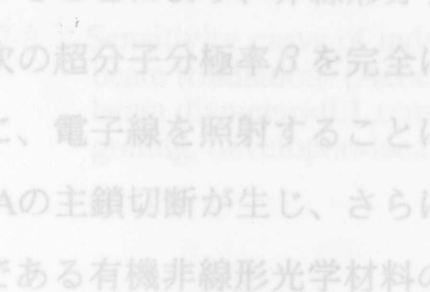 の超分子分極率β を完全に
、電子線を照射することに
Aの主鎖切断が生じ、さらに
である有機非線形光学材料の